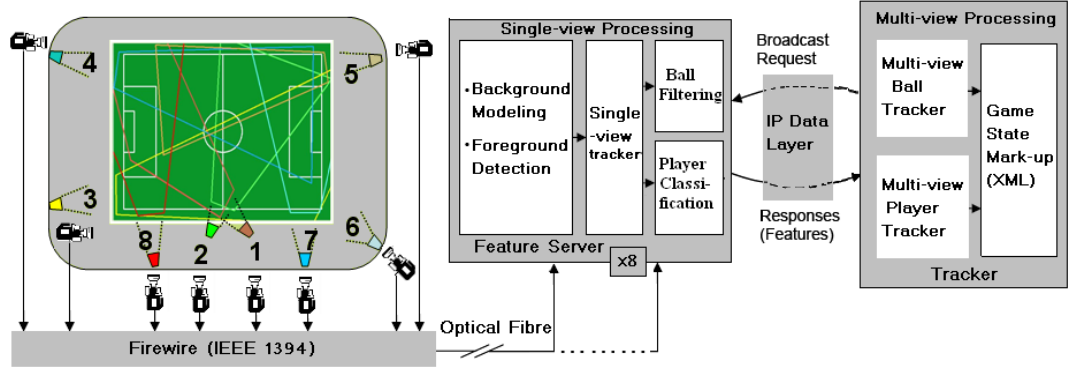 4
5
3
6
8
2
1
7
Firewire (IEEE 1394)
Optical Fibre
Single-view Processing
·Background
Modeling
·Foreground
Detection
Single
-view
tracker
Ball
Filtering
Player
Classi-
fication
Feature Server
x8
Broadcast
Request
IP Data
Layer
Responses
(Features)
Multi-view Processing
Multi-view
Ball
Tracker
Multi-view
Player
Tracker
Game
State
Mark-up
(XML)
Tracker